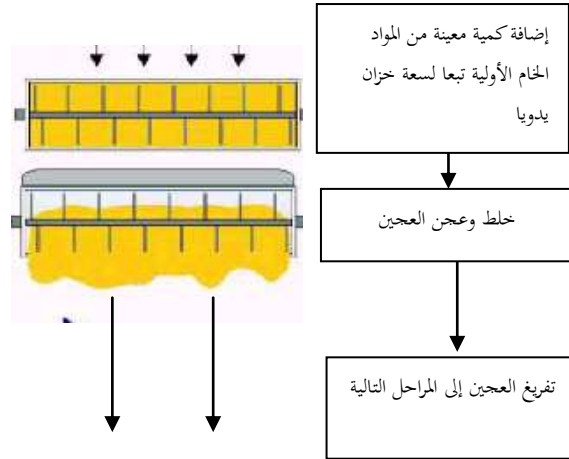 إضافة كمية معينة من المواد
الخام الأولية تبعا لسعة خزان
يدويا
خلط وعجن العجين
تفريغ العجين إلى المراحل التالية